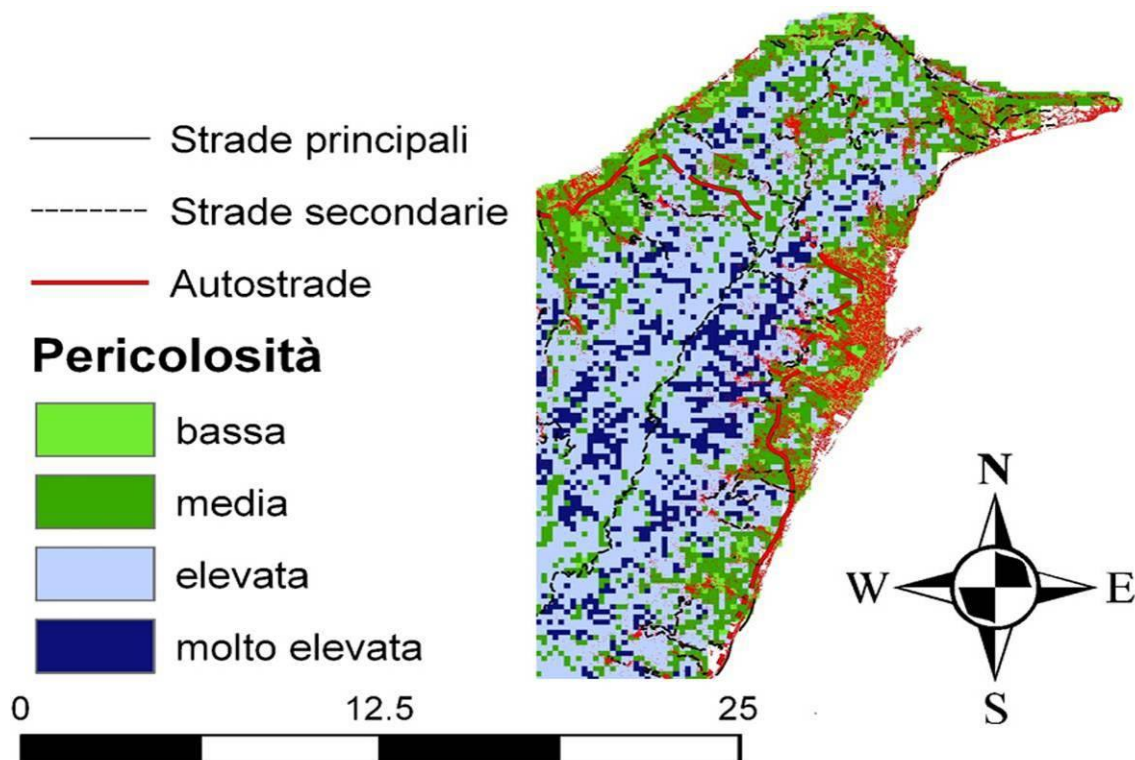 Strade principali
Strade secondarie
Autostrade
Pericolosità
bassa
media
elevata
molto elevata
0 12.5 25
N
W E
S